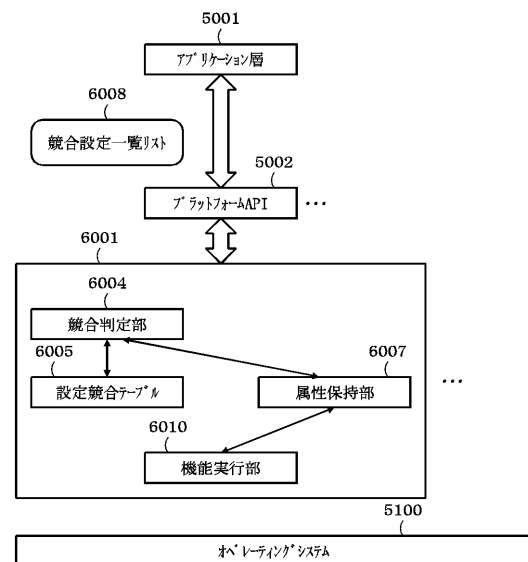 5001
アプリケーション層
6008
競合設定一覧リスト
5002
プラットフォームAPI
...
6001
6004
競合判定部
6005
設定競合テーブル
6007
属性保持部
...
6010
機能実行部
5100
オペレーティングシステム